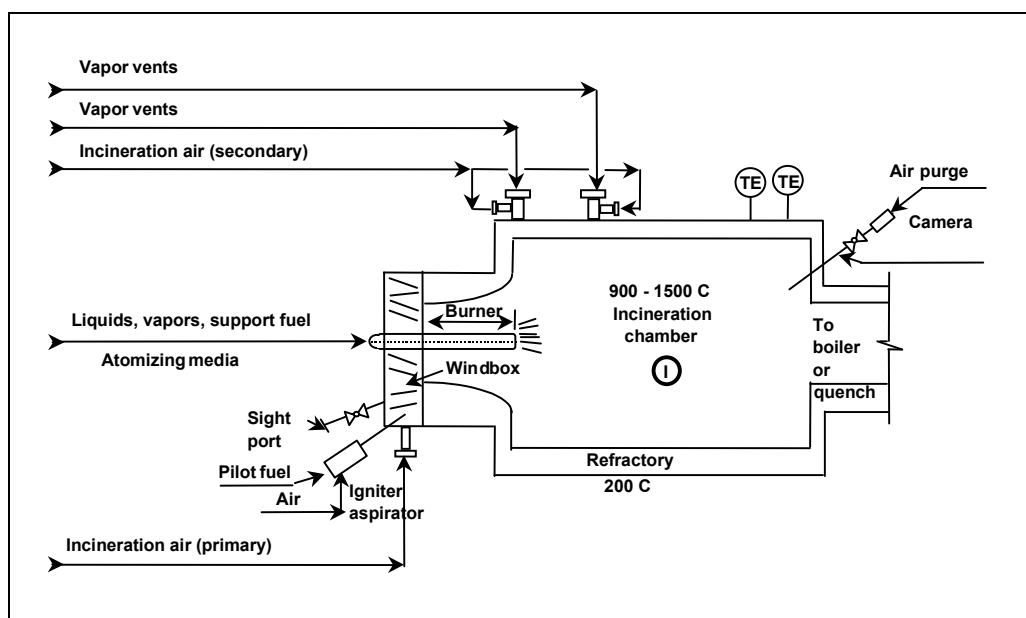 Vapor vents
Vapor vents
Incineration air (secondary)
TE
TE
Air purge
Camera
900 - 1500 C
Incineration
chamber
I
Burner
To
boiler
or
quench
Liquids, vapors, support fuel
Atomizing media
Windbox
Sight
port
Refractory
200 C
Pilot fuel
Air
Igniter
aspirator
Incineration air (primary)